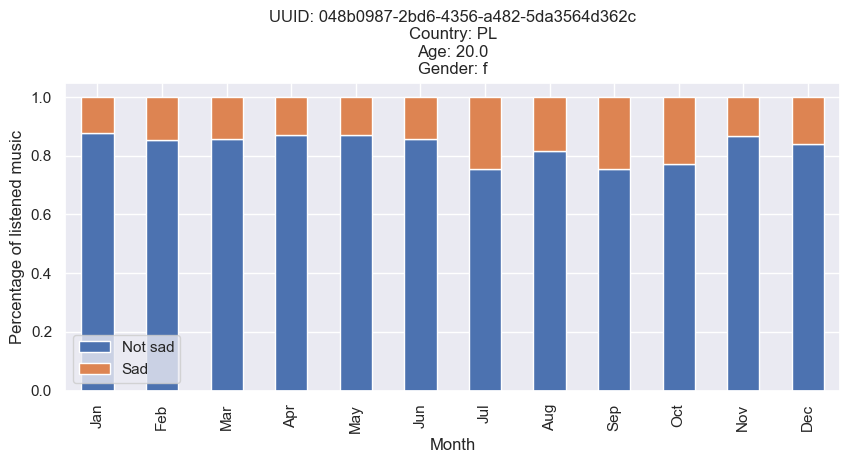 UUID: 048b0987-2bd6-4356-a482-5da3564d362c
Country: PL
Age: 20.0
Gender: f
Percentage of listened music
1.0
0.8
0.6
0.4
0.2
0.0
Not sad
Sad
Jan
Feb
Mar
Apr
May
Jun
Jul
Aug
Sep
Oct
Nov
Dec
Month